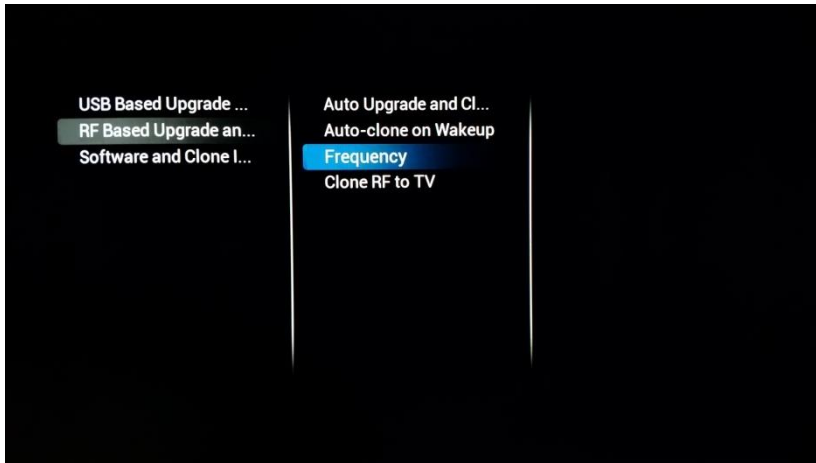 USB Based Upgrade ...
RF Based Upgrade an...
Software and Clone I...
Auto Upgrade and Cl...
Auto-clone on Wakeup
Frequency
Clone RF to TV